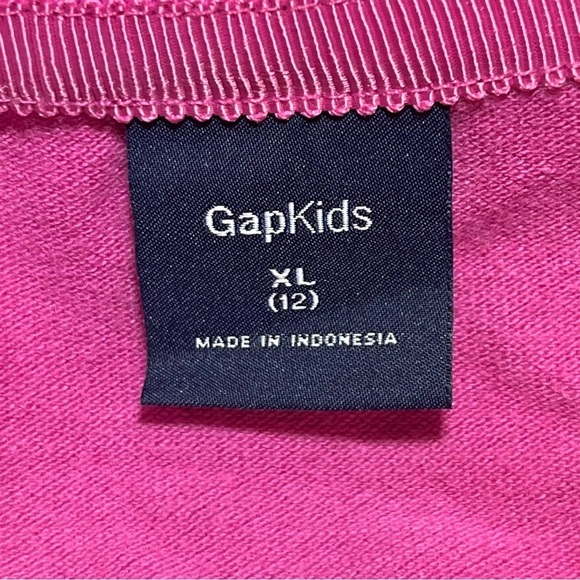 GapKids
XL
(12)
MADE IN INDONESIA